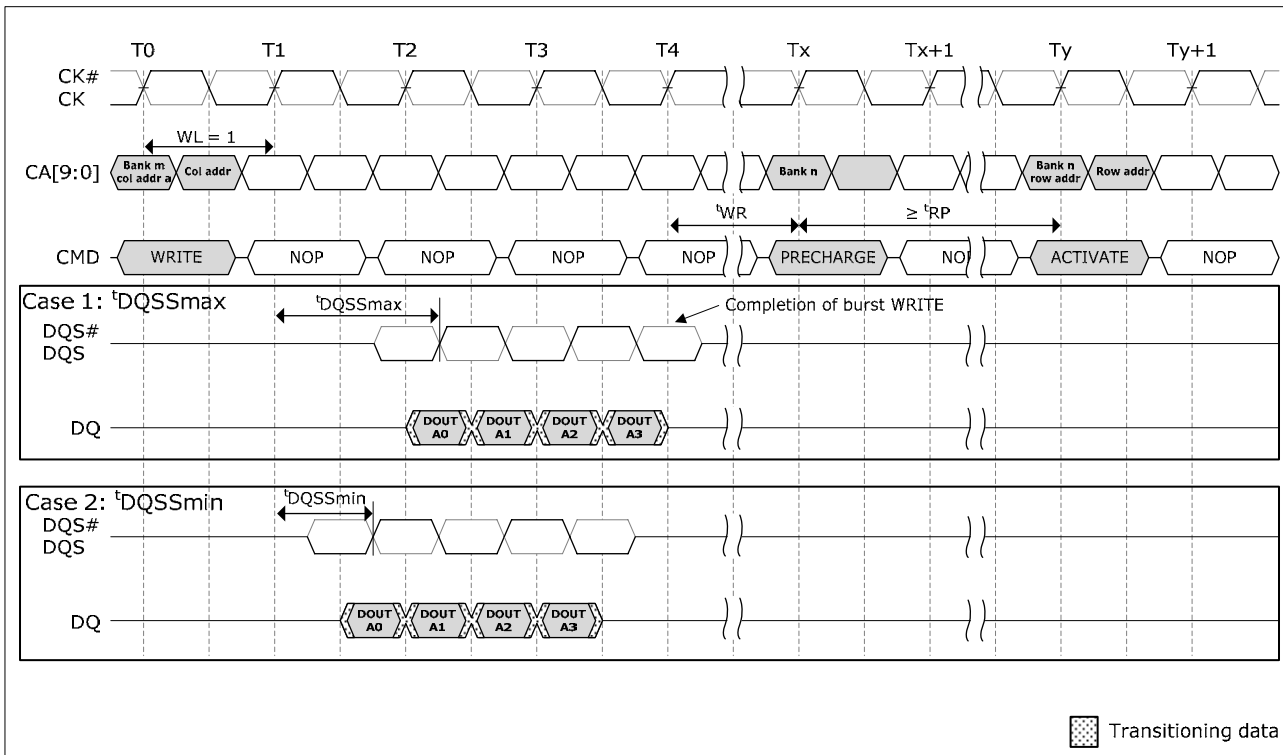 T0 T1 T2 T3 T4 Tx Tx+1 Ty Ty+1
CK#
CK
WL = 1
CA[9:0]
Bank m
col addr a
Col addr
Bank n
Bank n
row addr
Row addr
tWR
≥ tRP
CMD WRITE NOP NOP NOP NOP PRECHARGE NOP ACTIVATE NOP
Case 1: tDQSSmax
tDQSSmax
Completion of burst WRITE
DQS#
DQS
DQ
DOUT
A0
DOUT
A1
DOUT
A2
DOUT
A3
Case 2: tDQSSmin
tDQSSmin
DQS#
DQS
DQ
DOUT
A0
DOUT
A1
DOUT
A2
DOUT
A3
Transitioning data